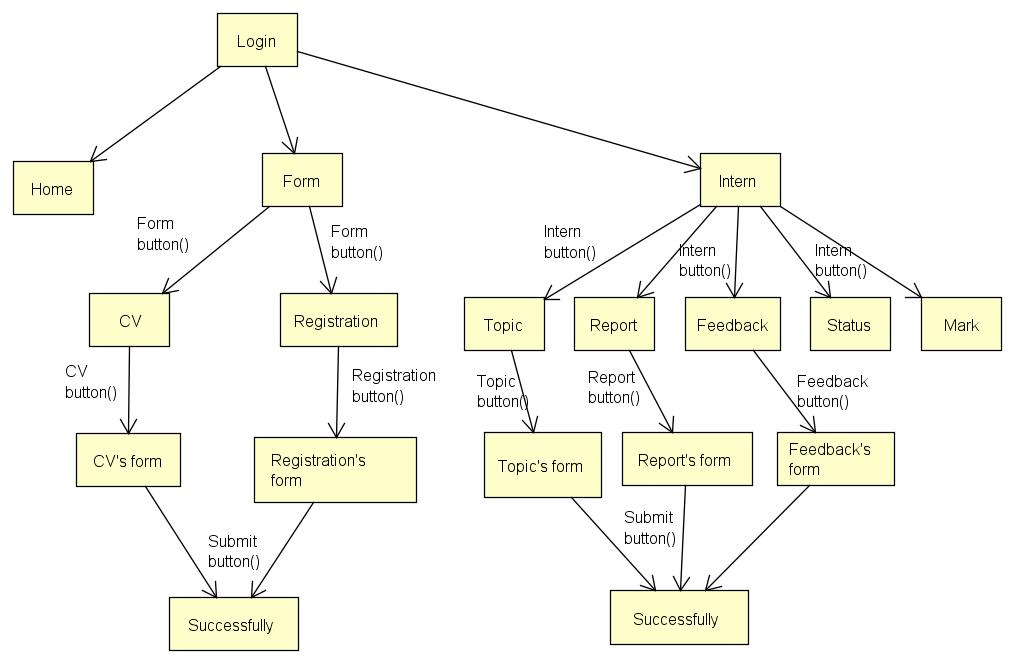 Login
Home
Form
Intern
Form
button()
Form
button()
Intern
button()
Intern
button()
Intern
button()
CV
Registration
Topic
Report
Feedback
Status
Mark
CV
button()
Registration
button()
Topic
button()
Report
button()
Feedback
button()
CV's form
Registration's
form
Topic's form
Report's form
Feedback's
form
Submit
button()
Submit
button()
Successfully
Successfully